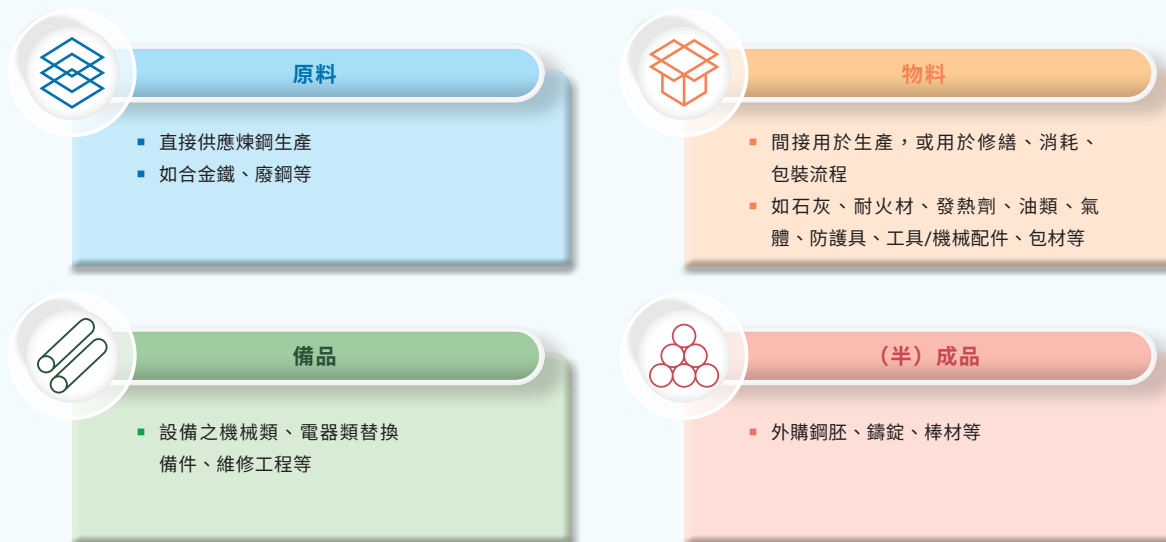 原料
直接供應煉鋼生產
如合金鐵、廢鋼等
物料
間接用於生產，或用於修繕、消耗、
包裝流程
如石灰、耐火材、發熱劑、油類、氣
體、防護具、工具/機械配件、包材等
備品
設備之機械類、電器類替換
備件、維修工程等
（半）成品
外購鋼胚、鑄錠、棒材等